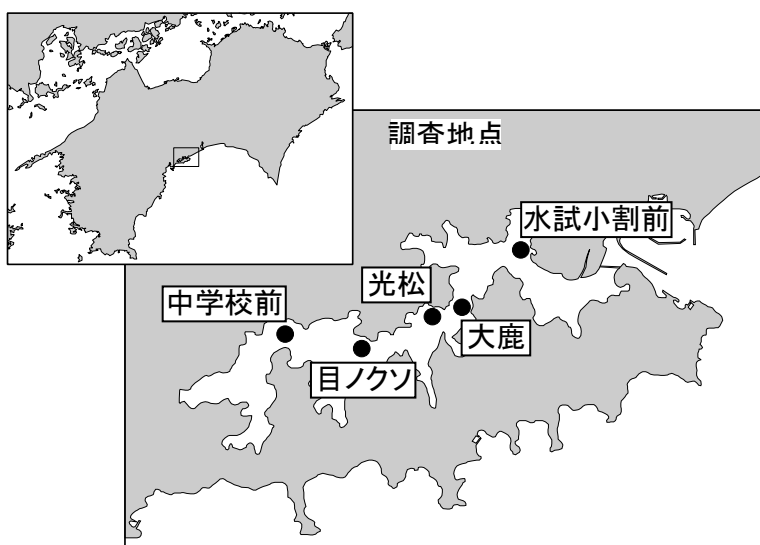 調査地点
水試小割前
光松
中学校前
大鹿
目ノクソ